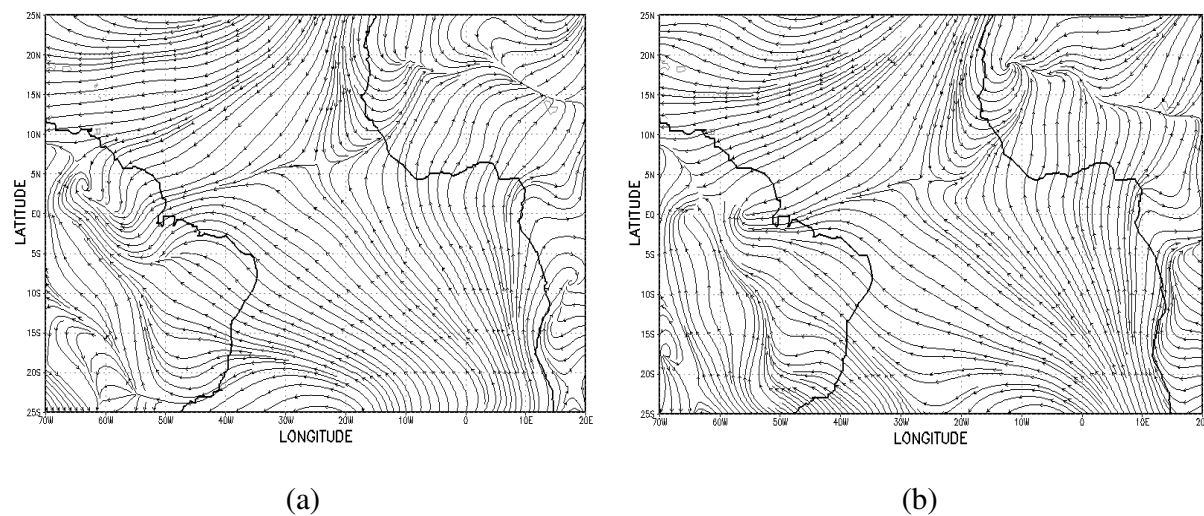 25N
20N
15N
10N
5N
EQ
5S
10S
15S
20S
25S
LATITUDE
70W 60W 50W 40W 30W 20W 10W 0 10E 20E
LONGITUDE
(a)
25N
20N
15N
10N
5N
EQ
5S
10S
15S
20S
25S
LATITUDE
70W 60W 50W 40W 30W 20W 10W 0 10E
LONGITUDE
(b)